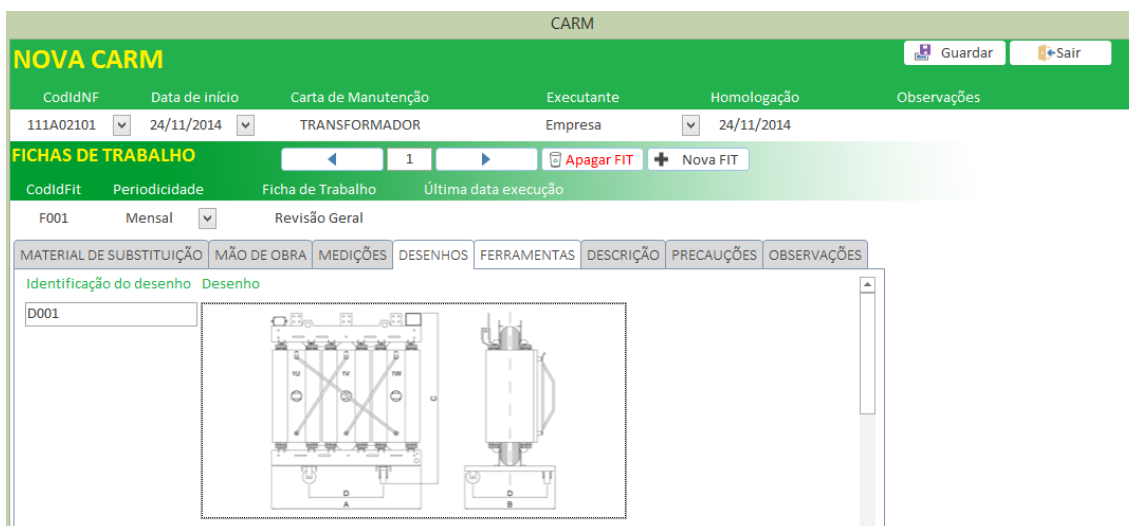 CARM
NOVA CARM
Guardar Sair
CodIdNF Data de início Carta de Manutenção Executante Homologação Observações
111A02101 24/11/2014 TRANSFORMADOR Empresa 24/11/2014
FICHAS DE TRABALHO 1 Apagar FIT Nova FIT
CodIdFit Periodicidade Ficha de Trabalho Última data execução
F001 Mensal Revisão Geral
MATERIAL DE SUBSTITUIÇÃO MÃO DE OBRA MEDIÇÕES DESENHOS FERRAMENTAS DESCRIÇÃO PRECAUÇÕES OBSERVAÇÕES
Identificação do desenho Desenho
D001
1U 1V 1W
C
D D
A B